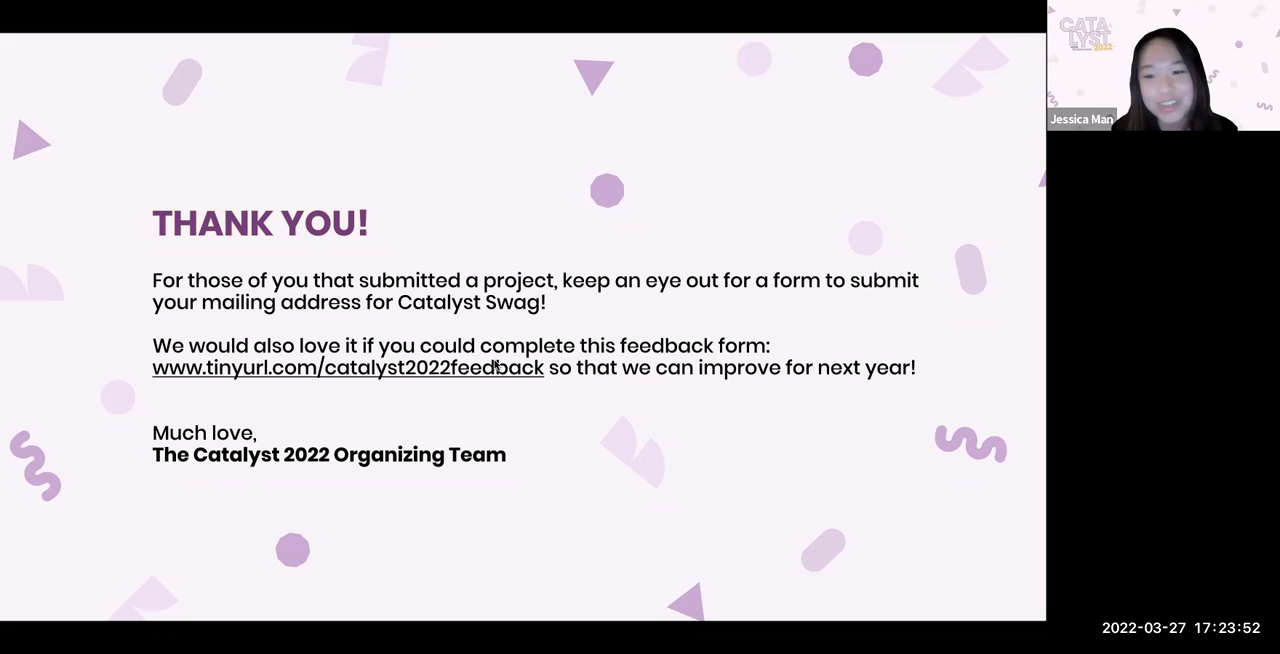 THANK YOU!
For those of you that submitted a project, keep an eye out for a form to submit
your mailing address for Catalyst Swag!
We would also love it if you could complete this feedback form:
www.tinyurl.com/catalyst2022feedback so that we can improve for next year!
Much love,
The Catalyst 2022 Organizing Team
CATA
LYST
2022
Jessica Man
2022-03-27 17:23:52